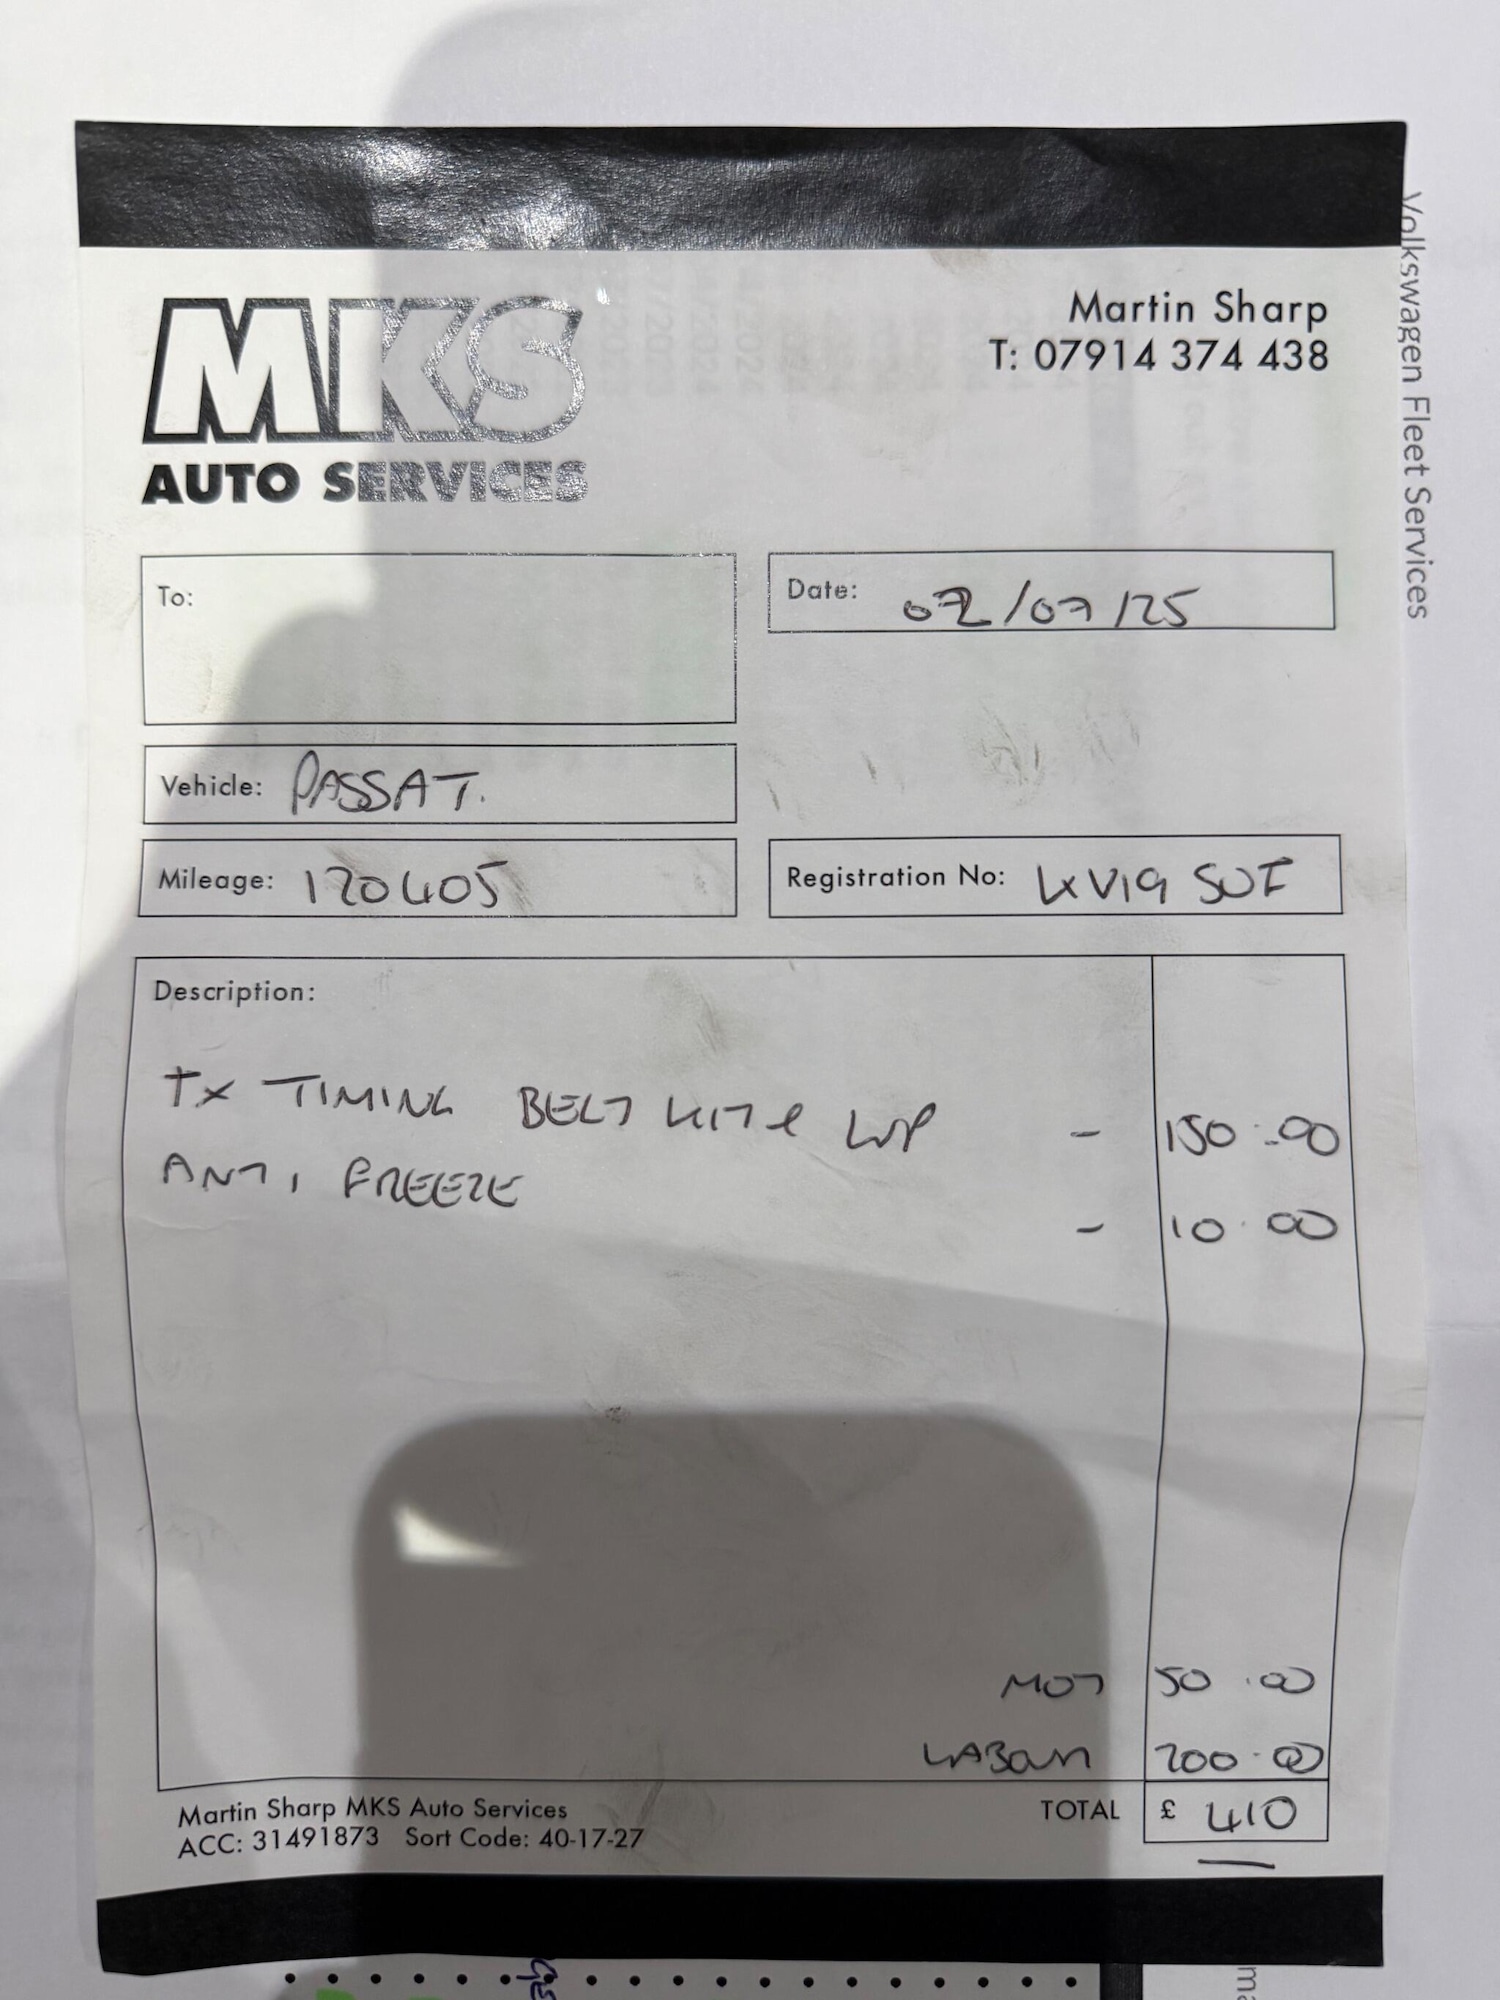 MKS
AUTO SERVICES
Martin Sharp
T: 07914 374 438
To:
Date: 02/07/25
Vehicle: PASSAT.
Mileage: 120405
Registration No: KV19
Description:
TIMING BELT KIT & WP - 150.00
ANTI FREEZE - 10.00
MOT 50.00
LABOUR 200.00
TOTAL £ 410
Martin Sharp MKS Auto Services
ACC: 31491873 Sort Code: 40-17-27
Volkswagen Fleet Services